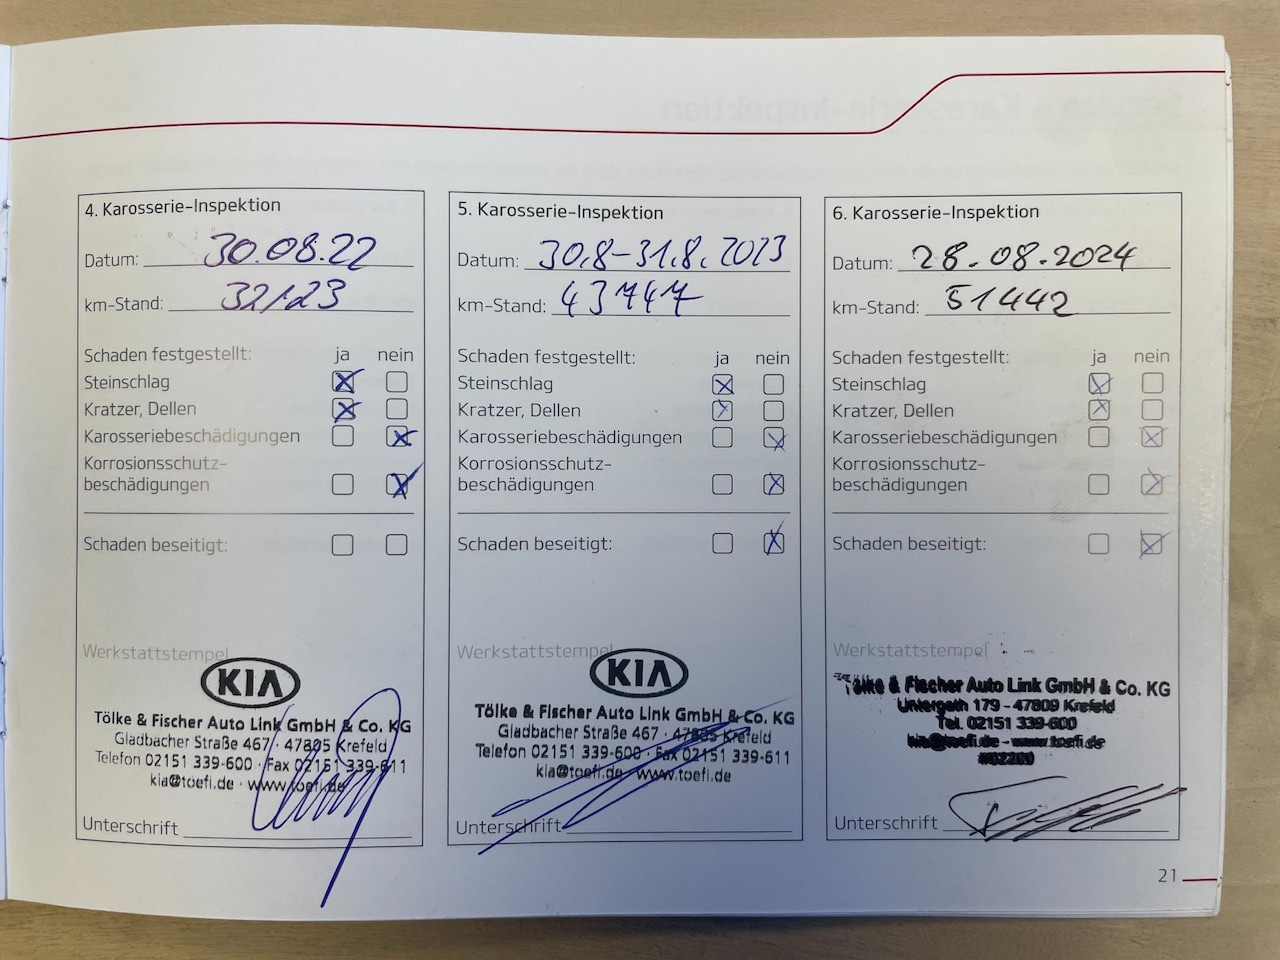 4. Karosserie-Inspektion
Datum: 30.08.22
km-Stand: 32123
Schaden festgestellt: ja nein
Steinschlag
Kratzer, Dellen
Karosseriebeschädigungen
Korrosionsschutz-
beschädigungen
Schaden beseitigt:
Werkstattstempel
KIA
Tölke & Fischer Auto Link GmbH & Co. KG
Gladbacher Straße 467 · 47805 Krefeld
Telefon 02151 339-600 · Fax 02151 339-611
kia@toefi.de · www.toefi.de
Unterschrift
5. Karosserie-Inspektion
Datum: 30.8-31.8.2023
km-Stand: 43747
Schaden festgestellt: ja nein
Steinschlag
Kratzer, Dellen
Karosseriebeschädigungen
Korrosionsschutz-
beschädigungen
Schaden beseitigt:
Werkstattstempel
KIA
Tölke & Fischer Auto Link GmbH & Co. KG
Gladbacher Straße 467 · 47805 Krefeld
Telefon 02151 339-600 · Fax 02151 339-611
kia@toefi.de · www.toefi.de
Unterschrift
6. Karosserie-Inspektion
Datum: 28.08.2024
km-Stand: 51442
Schaden festgestellt: ja nein
Steinschlag
Kratzer, Dellen
Karosseriebeschädigungen
Korrosionsschutz-
beschädigungen
Schaden beseitigt:
Werkstattstempel
Tölke & Fischer Auto Link GmbH & Co. KG
Untergath 179 - 47809 Krefeld
Tel. 02151 339-600
kia@toefi.de - www.toefi.de
Unterschrift
21